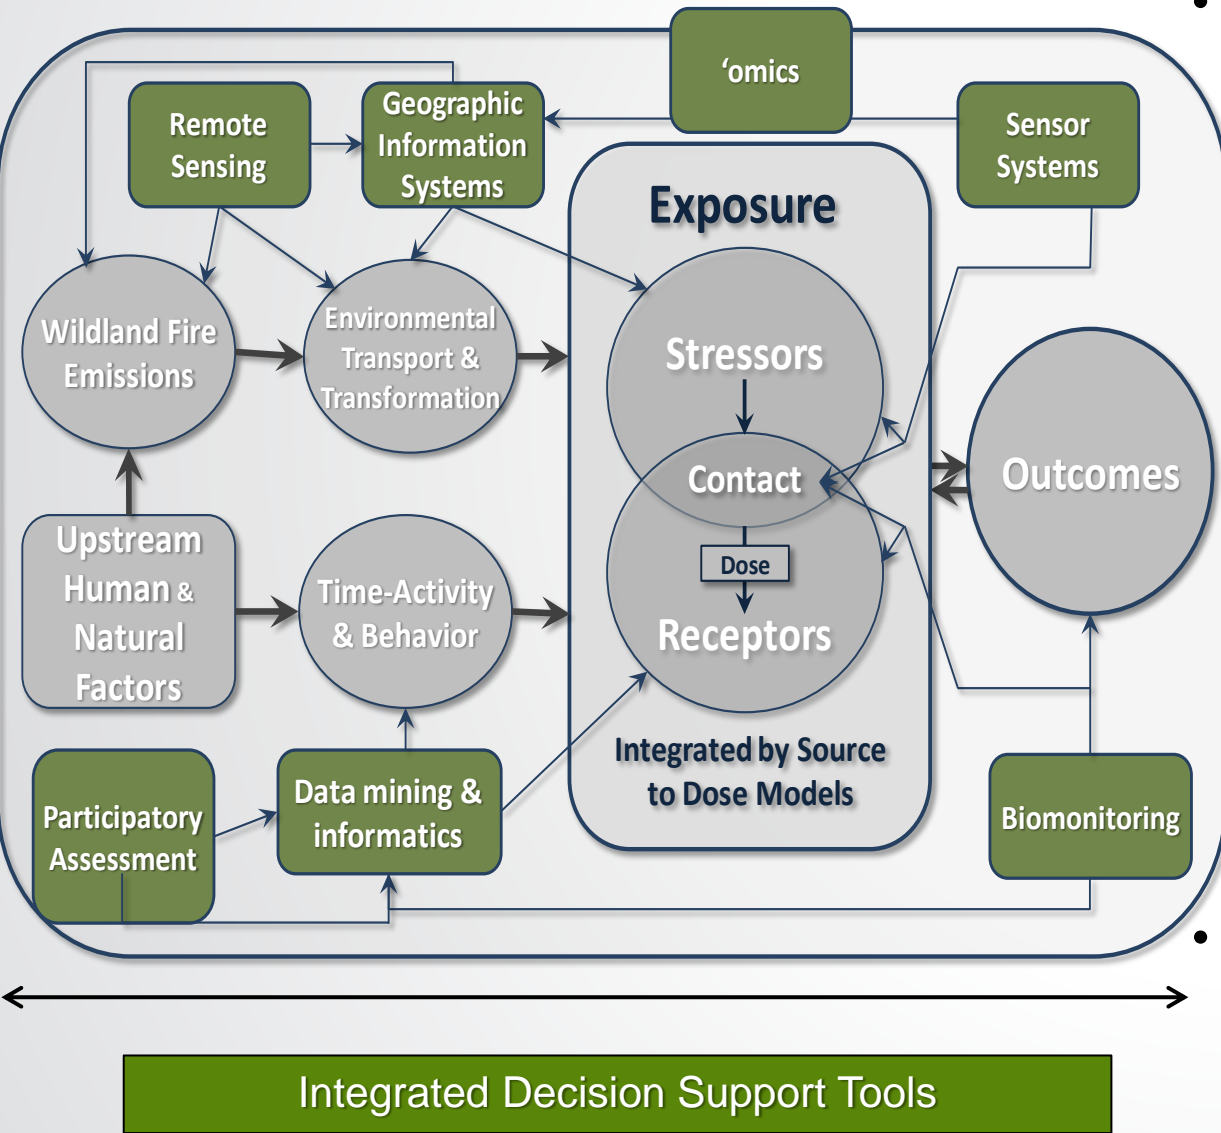 ‘omics
Remote
Sensing
Geographic
Information
Systems
Sensor
Systems
Exposure
Wildland Fire
Emissions
Environmental
Transport &
Transformation
Stressors
Contact
Dose
Receptors
Outcomes
Upstream
Human &
Natural
Factors
Time-Activity
& Behavior
Integrated by Source
to Dose Models
Participatory
Assessment
Data mining &
informatics
Biomonitoring
Integrated Decision Support Tools